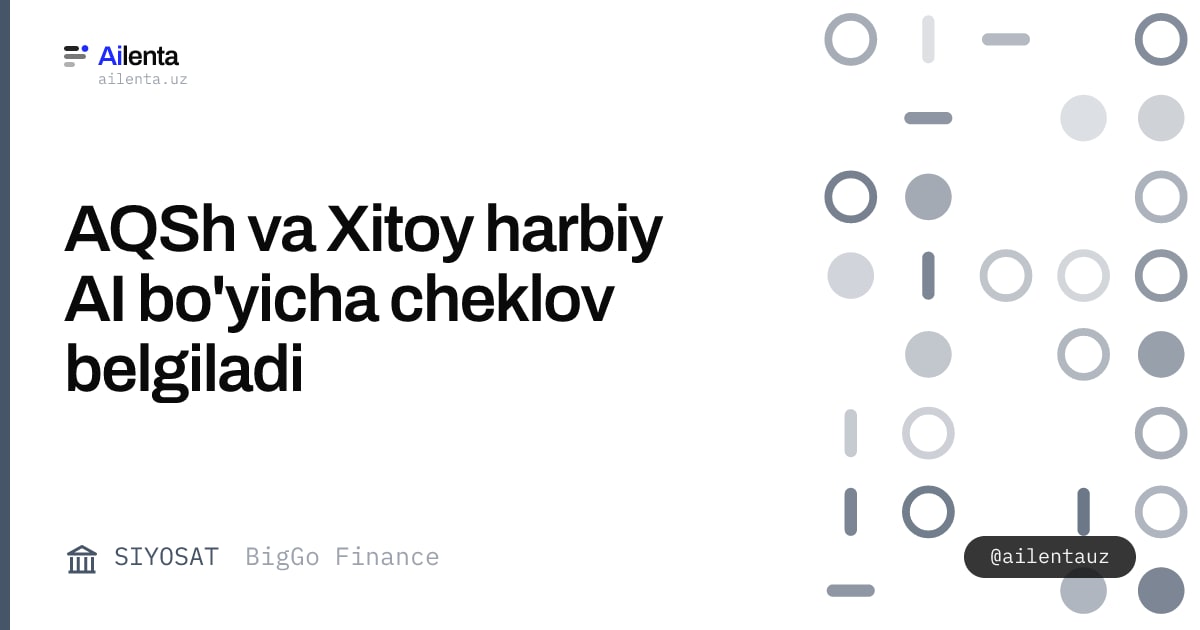 Ailenta
ailenta.uz
AQSh va Xitoy harbiy
AI bo'yicha cheklov
belgiladi
SIYOSAT BigGo Finance
@ailentauz